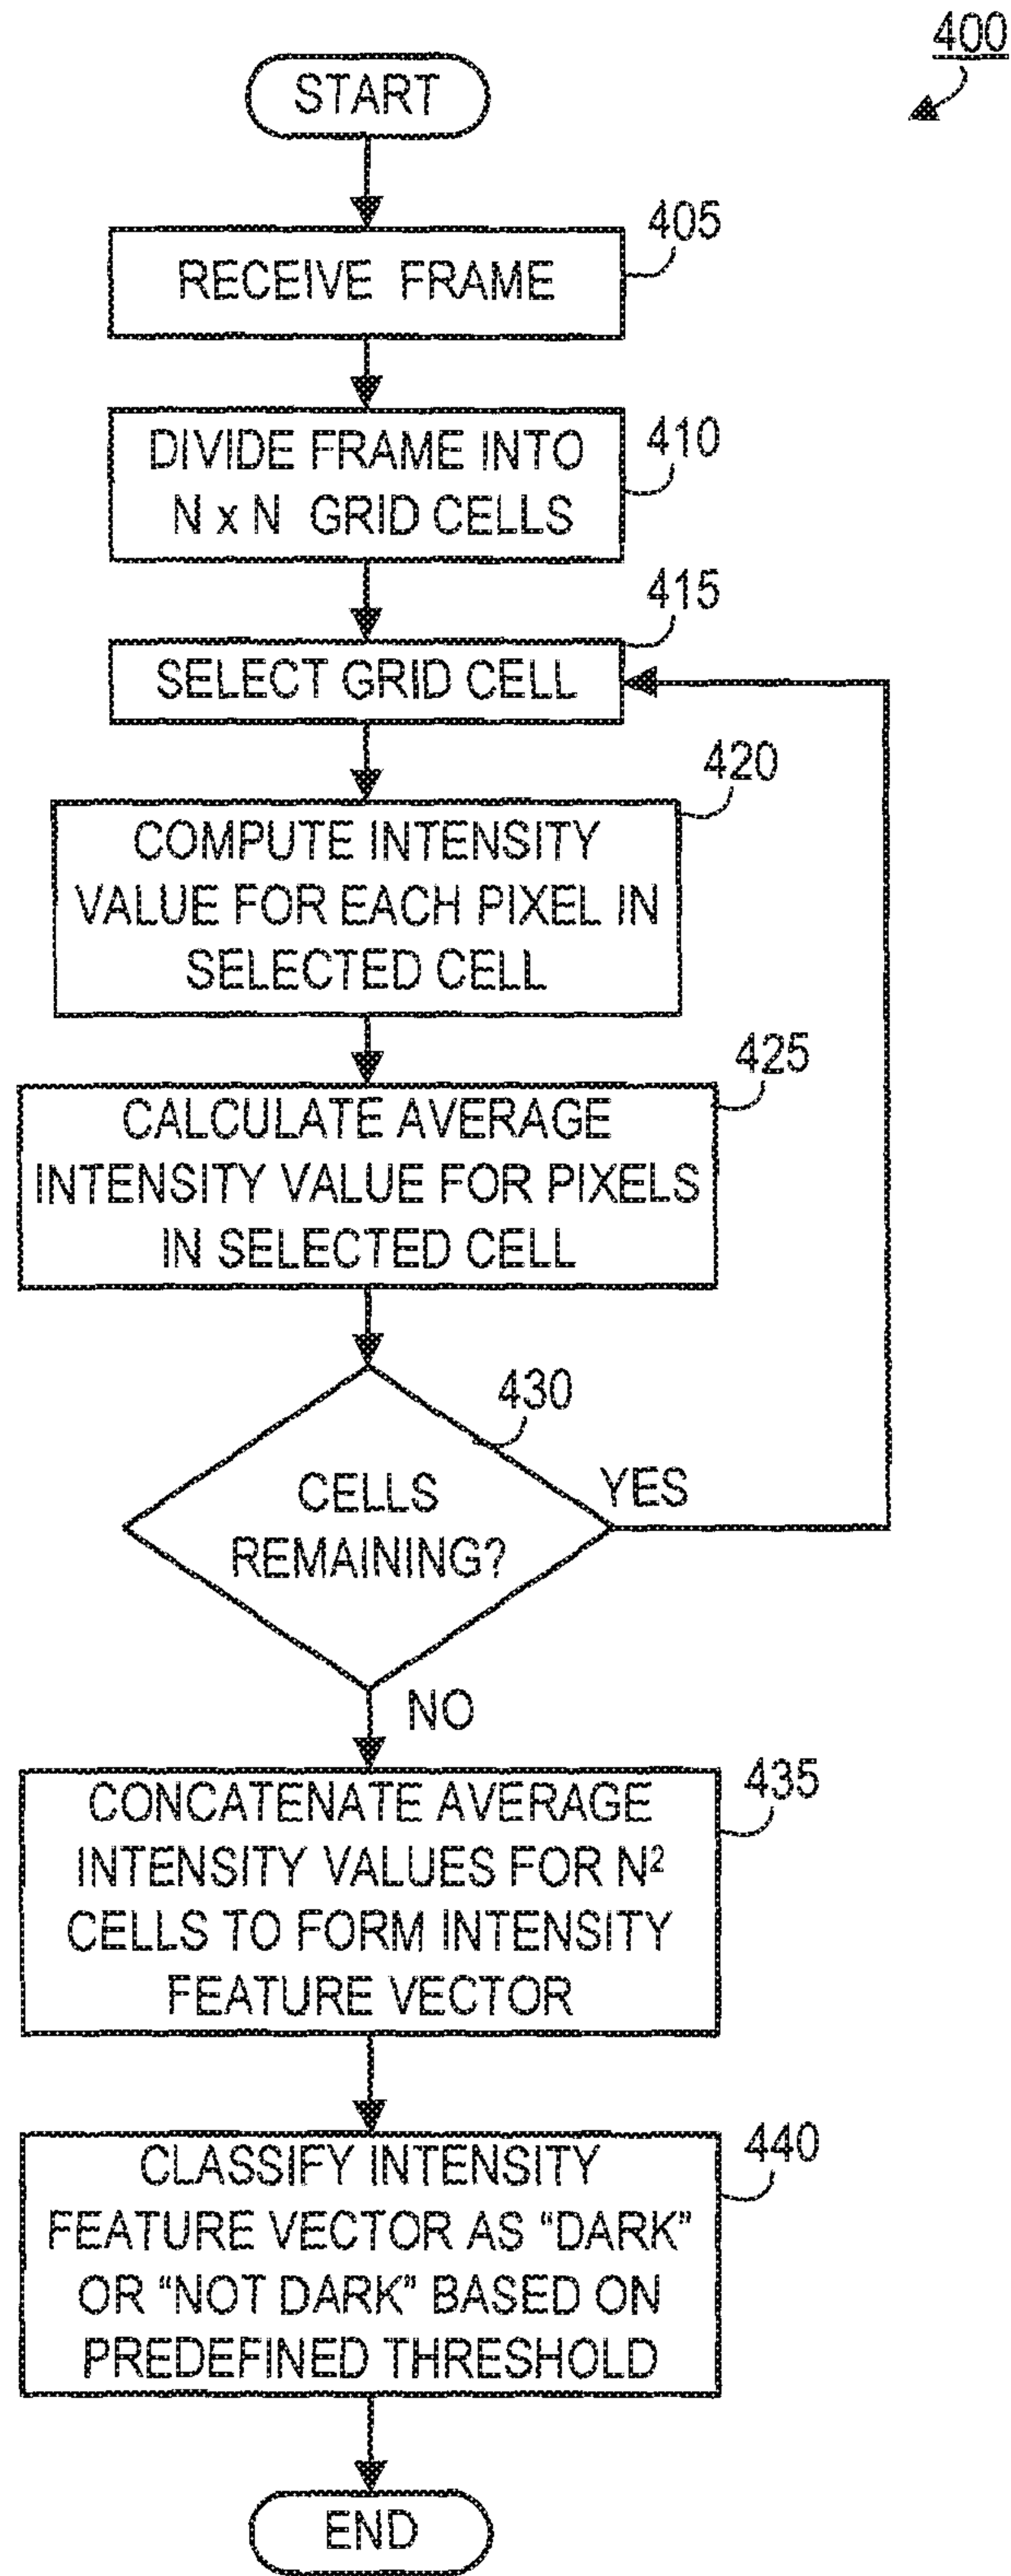 400
START
405
RECEIVE FRAME
410
DIVIDE FRAME INTO
N x N GRID CELLS
415
SELECT GRID CELL
420
COMPUTE INTENSITY
VALUE FOR EACH PIXEL IN
SELECTED CELL
425
CALCULATE AVERAGE
INTENSITY VALUE FOR PIXELS
IN SELECTED CELL
430
CELLS
REMAINING?
YES
NO
435
CONCATENATE AVERAGE
INTENSITY VALUES FOR N²
CELLS TO FORM INTENSITY
FEATURE VECTOR
440
CLASSIFY INTENSITY
FEATURE VECTOR AS “DARK”
OR “NOT DARK” BASED ON
PREDEFINED THRESHOLD
END